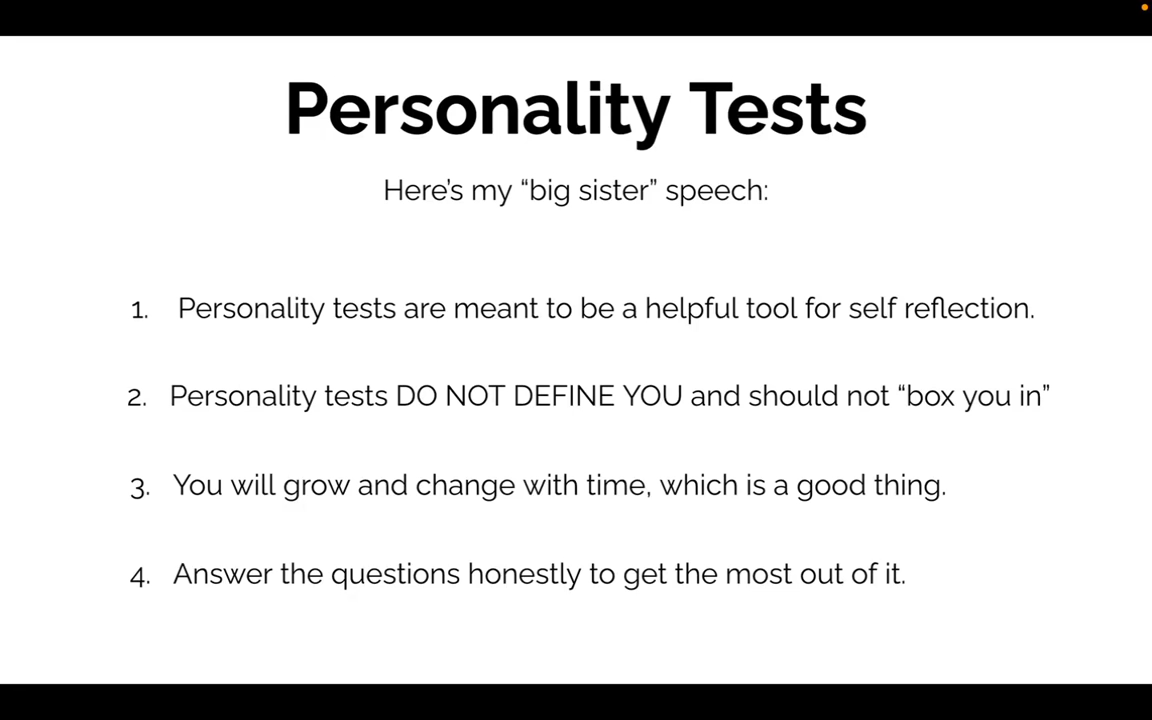 Personality Tests
Here's my “big sister” speech:
1. Personality tests are meant to be a helpful tool for self reflection.
2. Personality tests DO NOT DEFINE YOU and should not “box you in”
3. You will grow and change with time, which is a good thing.
4. Answer the questions honestly to get the most out of it.